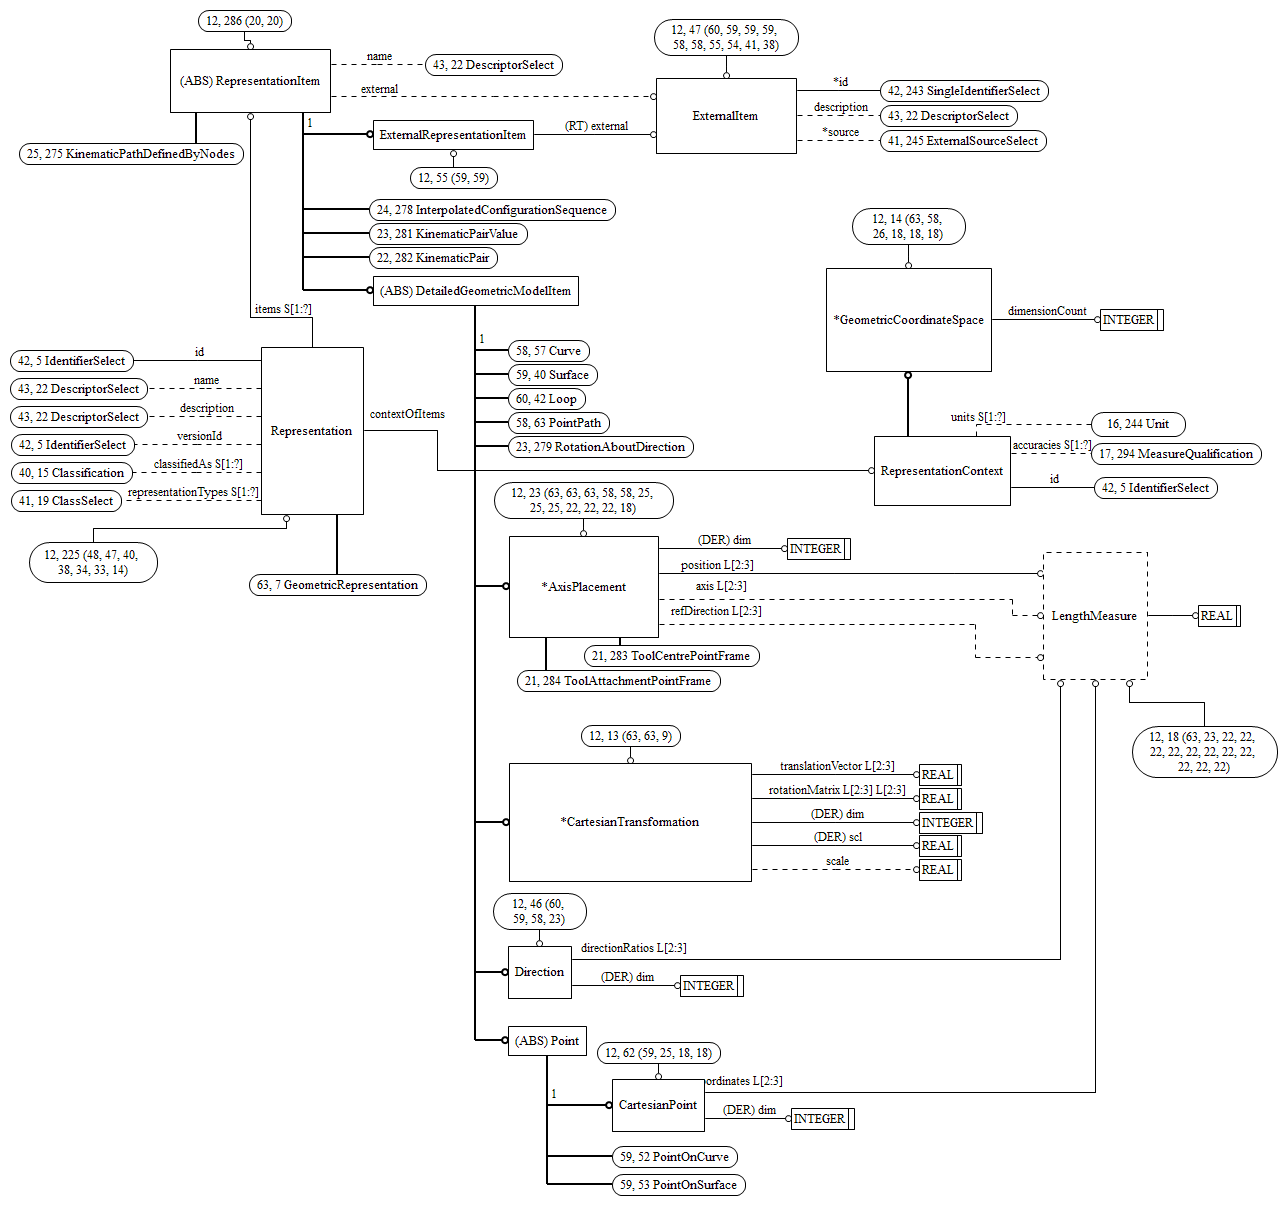 12, 286 (20, 20)
(ABS) RepresentationItem
name
43, 22 DescriptorSelect
external
12, 47 (60, 59, 59, 59,
58, 58, 55, 54, 41, 38)
ExternalItem
*id
42, 243 SingleIdentifierSelect
description
43, 22 DescriptorSelect
*source
41, 245 ExternalSourceSelect
1
ExternalRepresentationItem
(RT) external
25, 275 KinematicPathDefinedByNodes
12, 55 (59, 59)
24, 278 InterpolatedConfigurationSequence
23, 281 KinematicPairValue
22, 282 KinematicPair
(ABS) DetailedGeometricModelItem
12, 14 (63, 58,
26, 18, 18, 18)
*GeometricCoordinateSpace
dimensionCount
INTEGER
items S[1:?]
1
58, 57 Curve
59, 40 Surface
60, 42 Loop
58, 63 PointPath
23, 279 RotationAboutDirection
id
42, 5 IdentifierSelect
name
43, 22 DescriptorSelect
description
43, 22 DescriptorSelect
versionId
42, 5 IdentifierSelect
classifiedAs S[1:?]
40, 15 Classification
representationTypes S[1:?]
41, 19 ClassSelect
Representation
contextOfItems
units S[1:?]
16, 244 Unit
accuracies S[1:?]
17, 294 MeasureQualification
RepresentationContext
id
42, 5 IdentifierSelect
12, 225 (48, 47, 40,
38, 34, 33, 14)
63, 7 GeometricRepresentation
12, 23 (63, 63, 63, 58, 58, 25,
25, 25, 22, 22, 22, 18)
*AxisPlacement
(DER) dim
INTEGER
position L[2:3]
axis L[2:3]
refDirection L[2:3]
LengthMeasure
REAL
21, 283 ToolCentrePointFrame
21, 284 ToolAttachmentPointFrame
12, 18 (63, 23, 22, 22,
22, 22, 22, 22, 22, 22,
22, 22, 22)
12, 13 (63, 63, 9)
*CartesianTransformation
translationVector L[2:3]
REAL
rotationMatrix L[2:3] L[2:3]
REAL
(DER) dim
INTEGER
(DER) scl
REAL
scale
REAL
12, 46 (60,
59, 58, 23)
Direction
directionRatios L[2:3]
(DER) dim
INTEGER
(ABS) Point
12, 62 (59, 25, 18, 18)
1
CartesianPoint
ordinates L[2:3]
(DER) dim
INTEGER
59, 52 PointOnCurve
59, 53 PointOnSurface